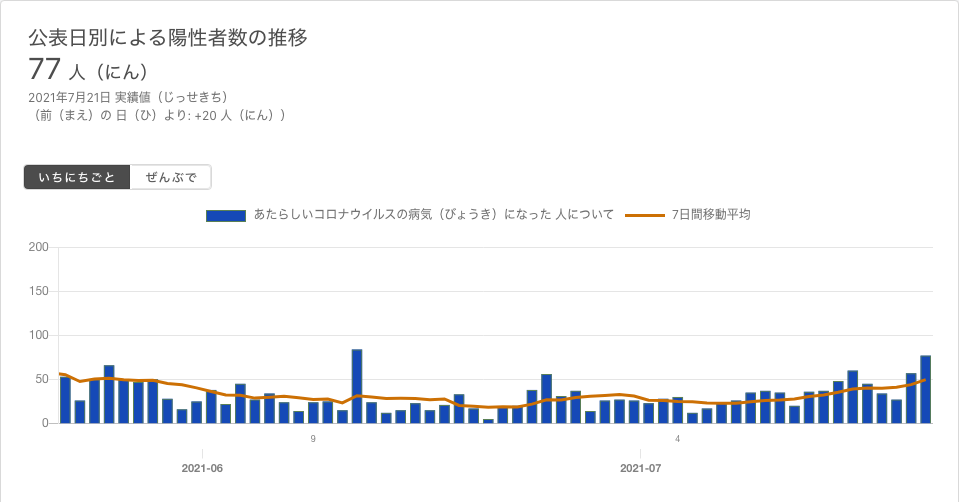 公表日別による陽性者数の推移
77 人（にん）
2021年7月21日 実績値（じっせきち）
（前（まえ）の 日（ひ）より: +20 人（にん））
いちにちごと ぜんぶで
あたらしいコロナウイルスの病気（びょうき）になった 人について 7日間移動平均
200
150
100
50
0
9 4
2021-06 2021-07